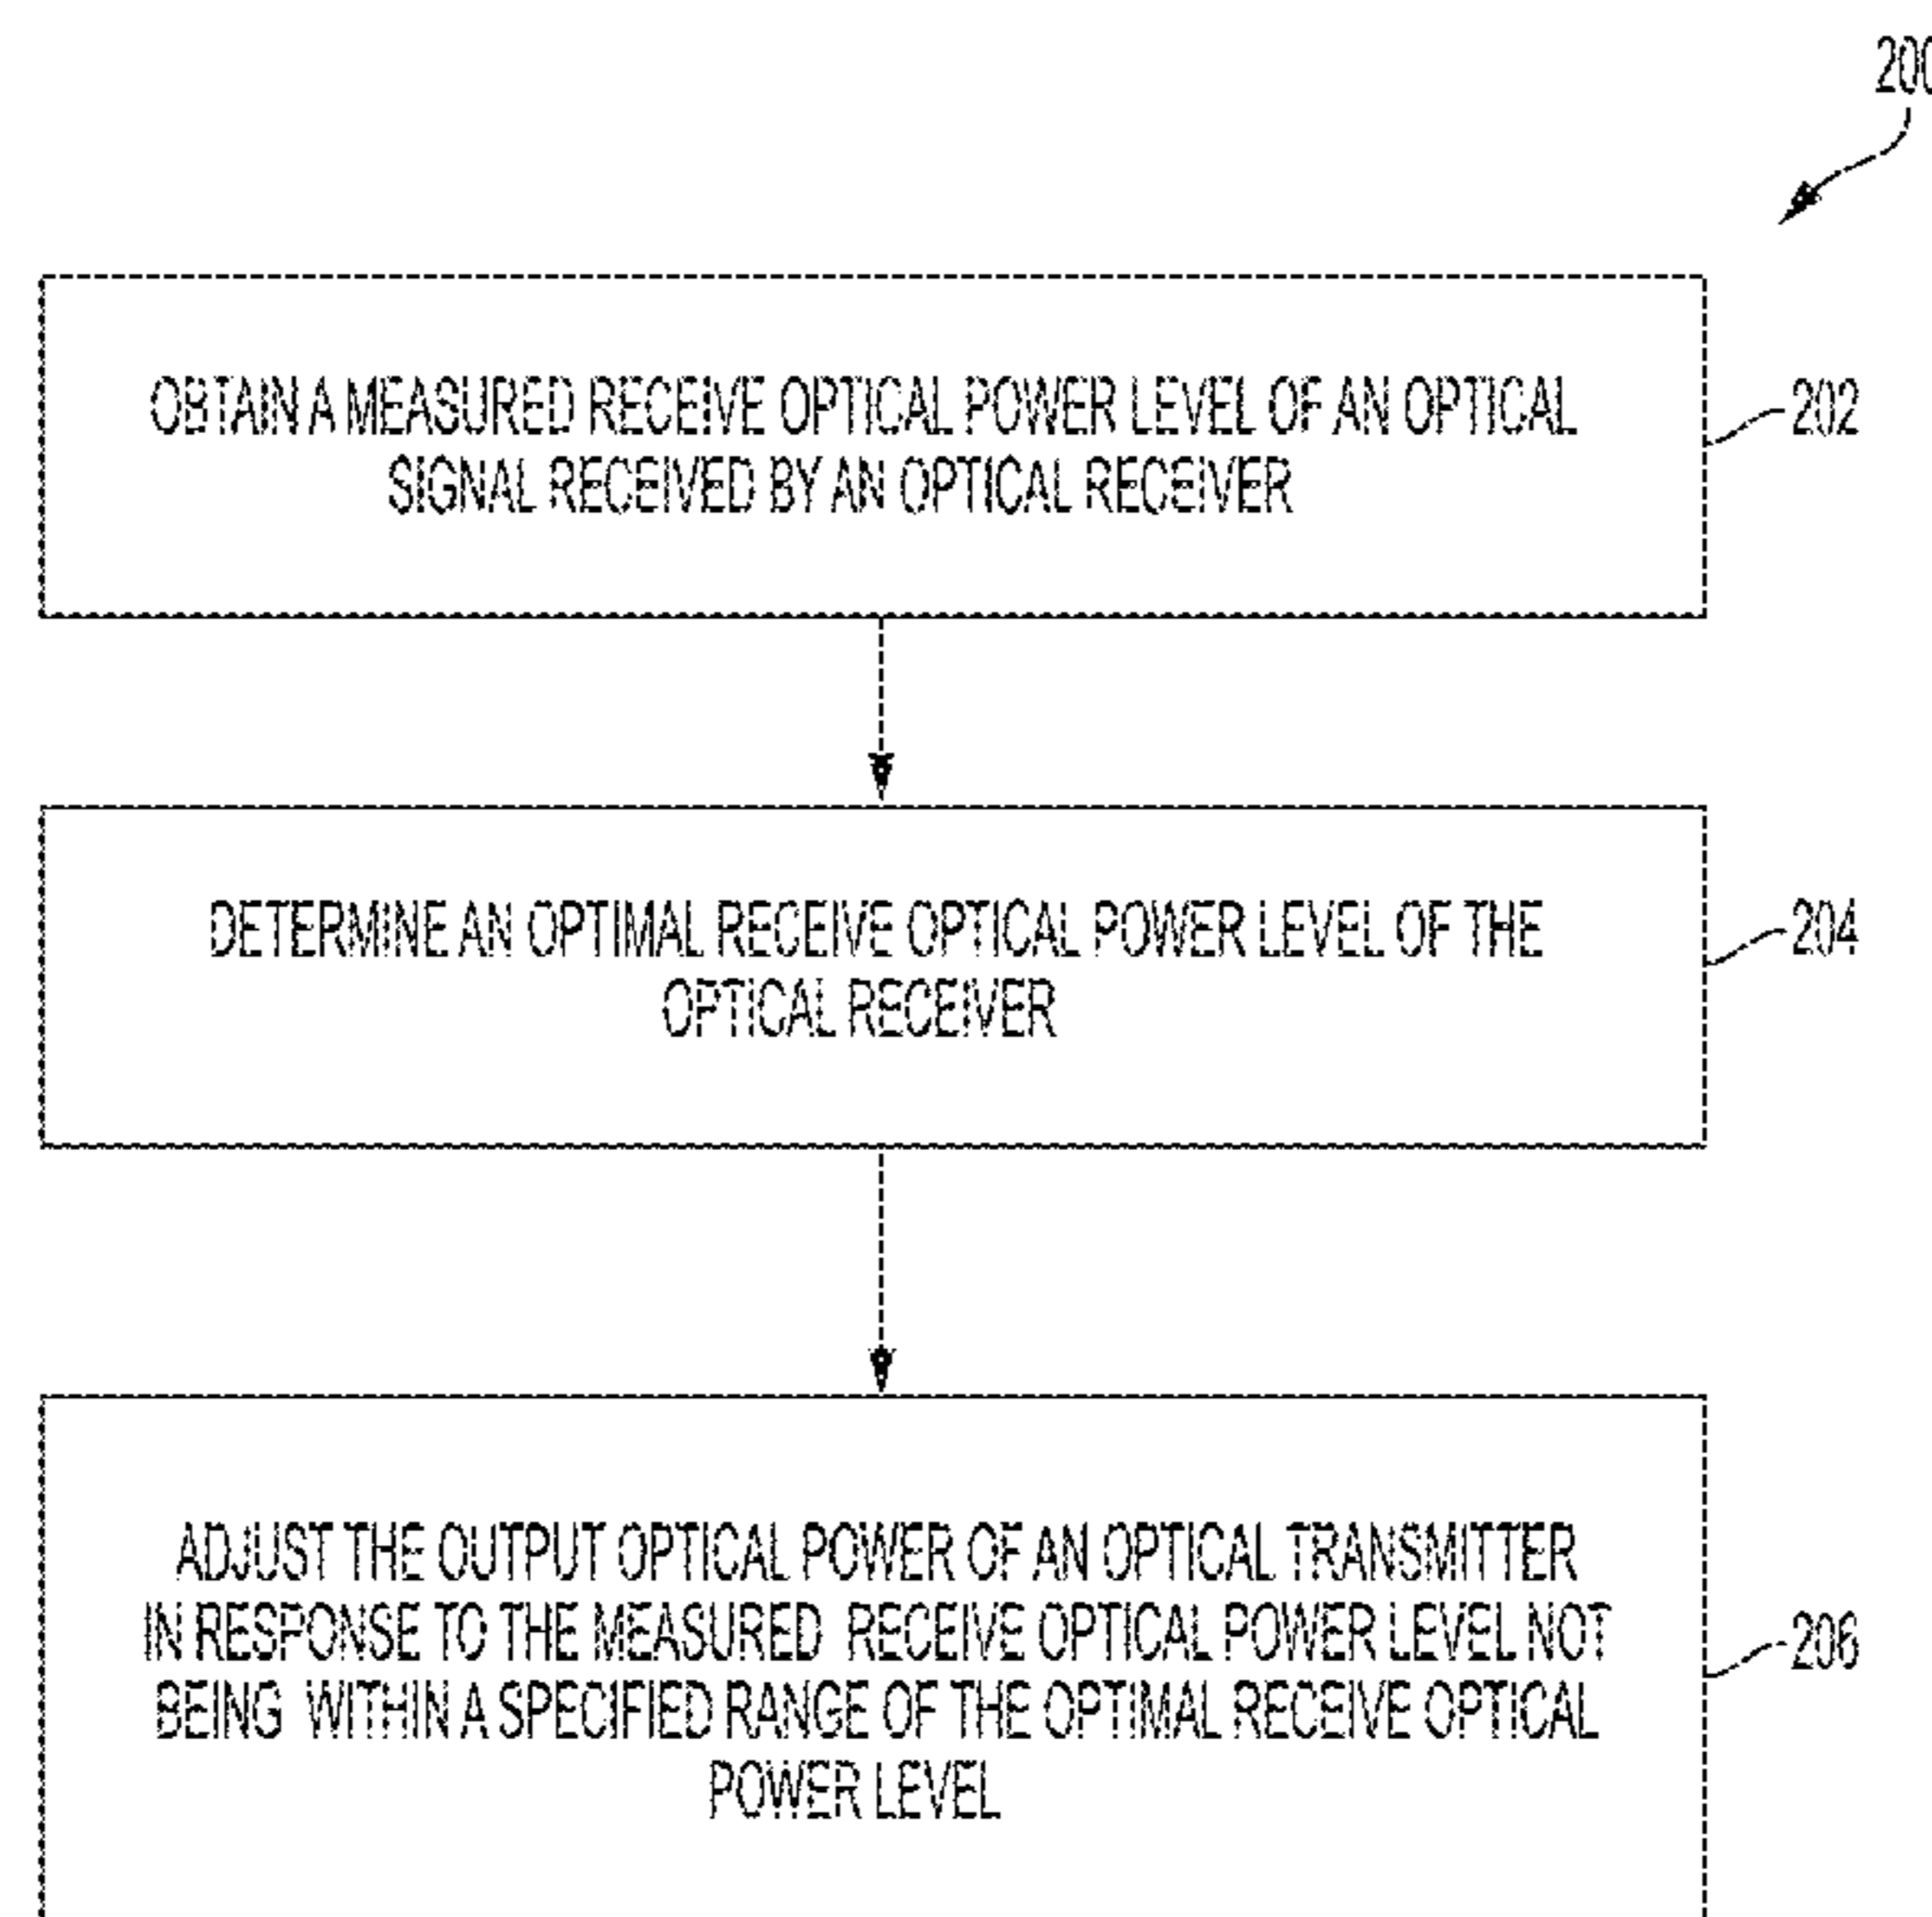 200
OBTAIN A MEASURED RECEIVE OPTICAL POWER LEVEL OF AN OPTICAL
SIGNAL RECEIVED BY AN OPTICAL RECEIVER
202
DETERMINE AN OPTIMAL RECEIVE OPTICAL POWER LEVEL OF THE
OPTICAL RECEIVER
204
ADJUST THE OUTPUT OPTICAL POWER OF AN OPTICAL TRANSMITTER
IN RESPONSE TO THE MEASURED RECEIVE OPTICAL POWER LEVEL NOT
BEING WITHIN A SPECIFIED RANGE OF THE OPTIMAL RECEIVE OPTICAL
POWER LEVEL
206